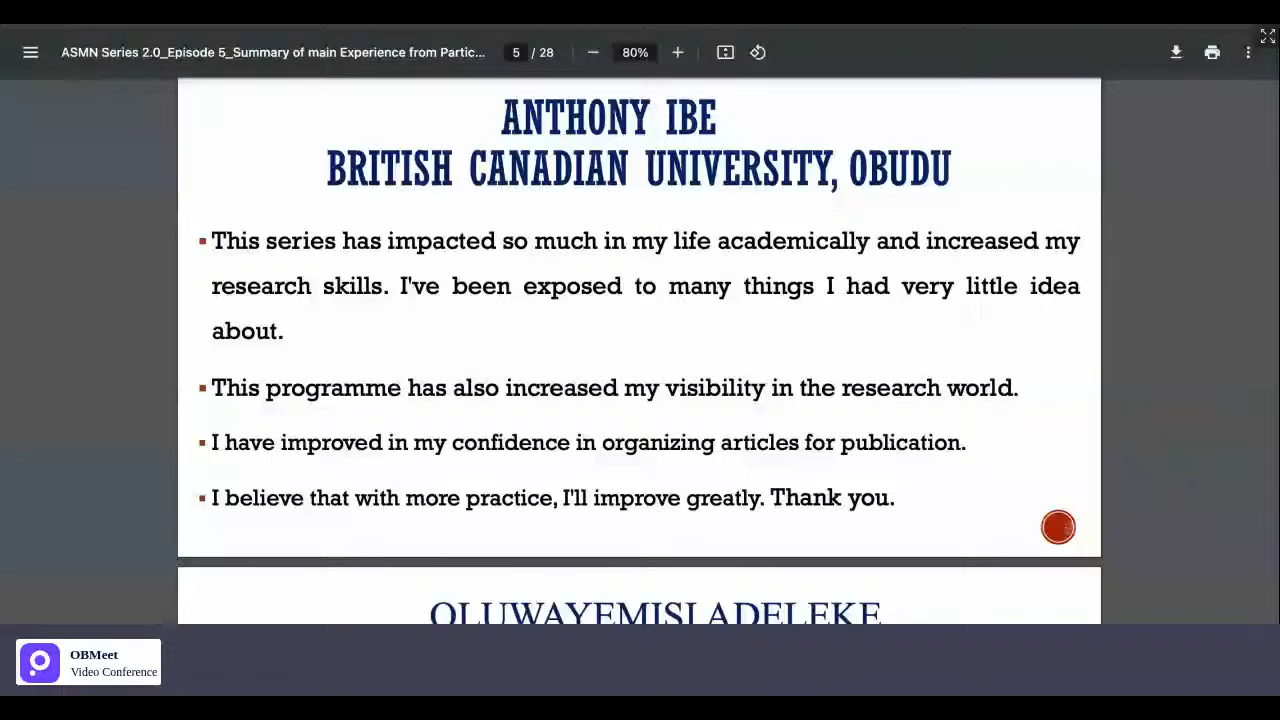 ASMN Series 2.0_Episode 5_Summary of main Experience from Partic...
5 / 28
80%
ANTHONY IBE
BRITISH CANADIAN UNIVERSITY, OBUDU
▪ This series has impacted so much in my life academically and increased my
research skills. I've been exposed to many things I had very little idea
about.
▪ This programme has also increased my visibility in the research world.
▪ I have improved in my confidence in organizing articles for publication.
▪ I believe that with more practice, I'll improve greatly. Thank you.
OLUWAYEMISI ADELEKE
OBMeet
Video Conference